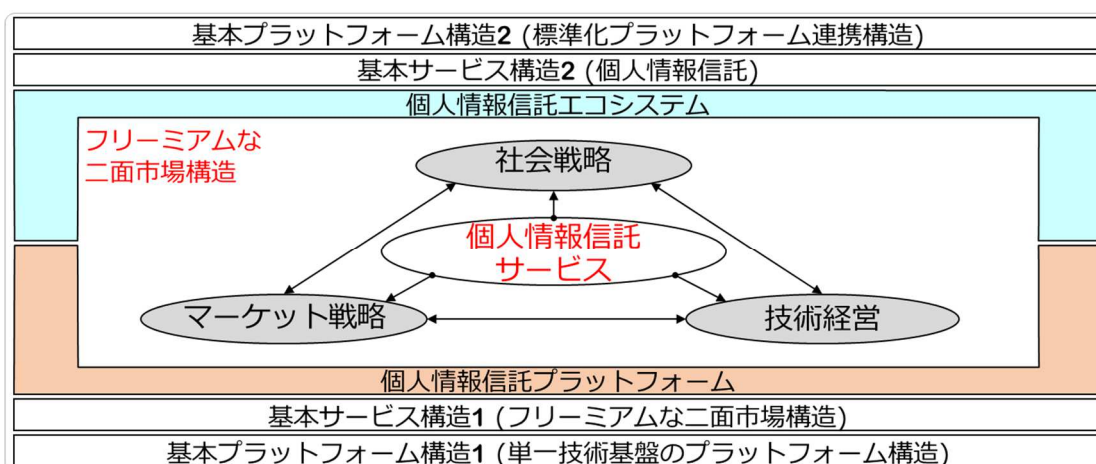 基本プラットフォーム構造2 (標準化プラットフォーム連携構造)
基本サービス構造2 (個人情報信託)
個人情報信託エコシステム
フリーミアムな
二面市場構造
社会戦略
個人情報信託
サービス
マーケット戦略
技術経営
個人情報信託プラットフォーム
基本サービス構造1 (フリーミアムな二面市場構造)
基本プラットフォーム構造1 (単一技術基盤のプラットフォーム構造)